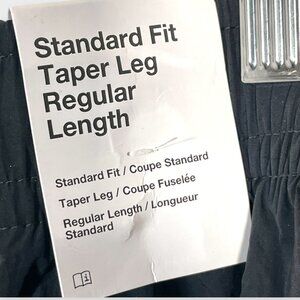 Standard Fit
Taper Leg
Regular
Length
Standard Fit / Coupe Standard
Taper Leg / Coupe Fuselée
Regular Length / Longueur
Standard